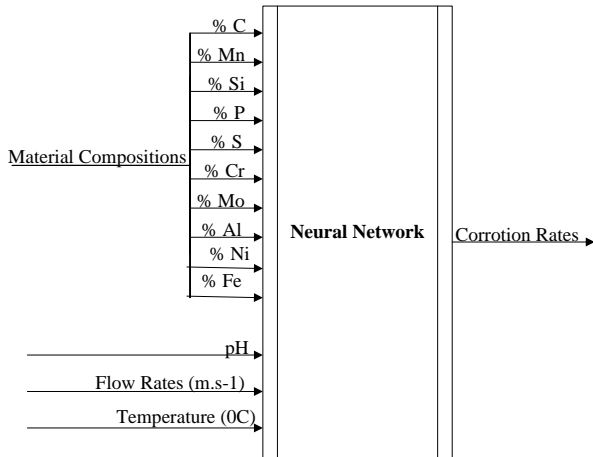 % C
% Mn
% Si
% P
% S
Material Compositions
% Cr
% Mo
% Al
% Ni
% Fe
Neural Network
Corrotion Rates
pH
Flow Rates (m.s-1)
Temperature (0C)